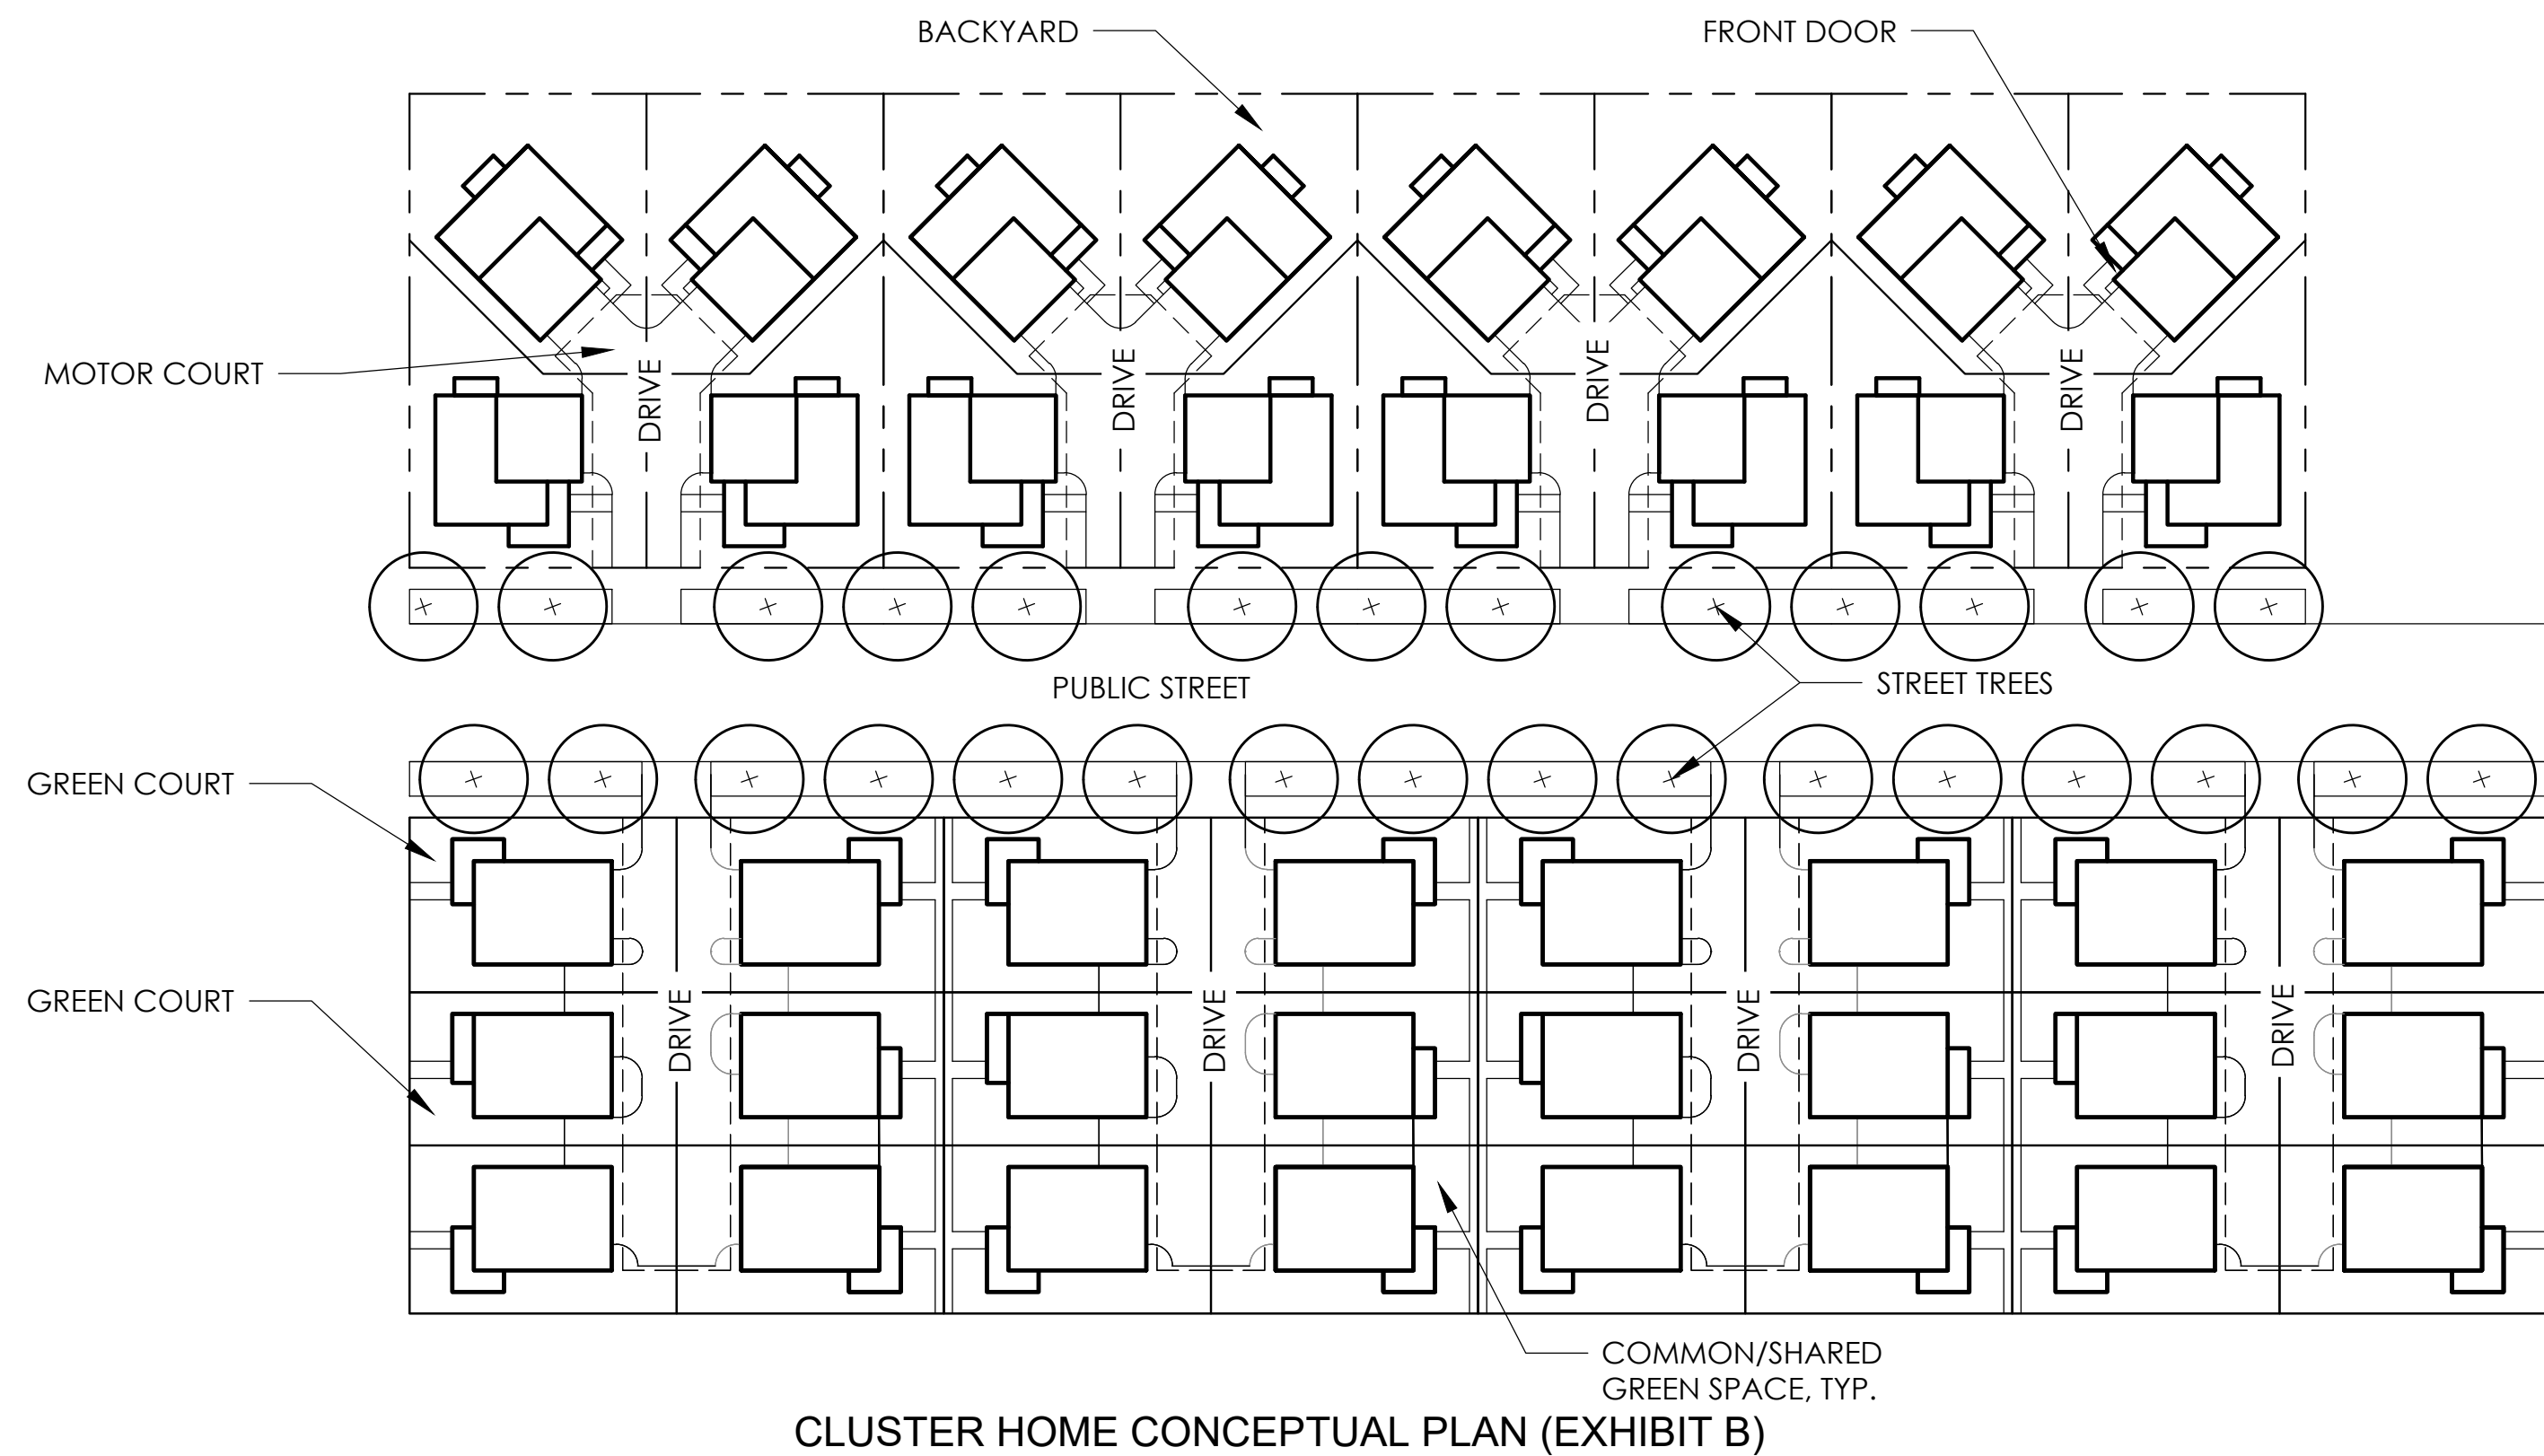 BACKYARD
FRONT DOOR
MOTOR COURT
DRIVE
DRIVE
DRIVE
DRIVE
PUBLIC STREET
STREET TREES
GREEN COURT
GREEN COURT
DRIVE
DRIVE
DRIVE
DRIVE
COMMON/SHARED
GREEN SPACE, TYP.
CLUSTER HOME CONCEPTUAL PLAN (EXHIBIT B)